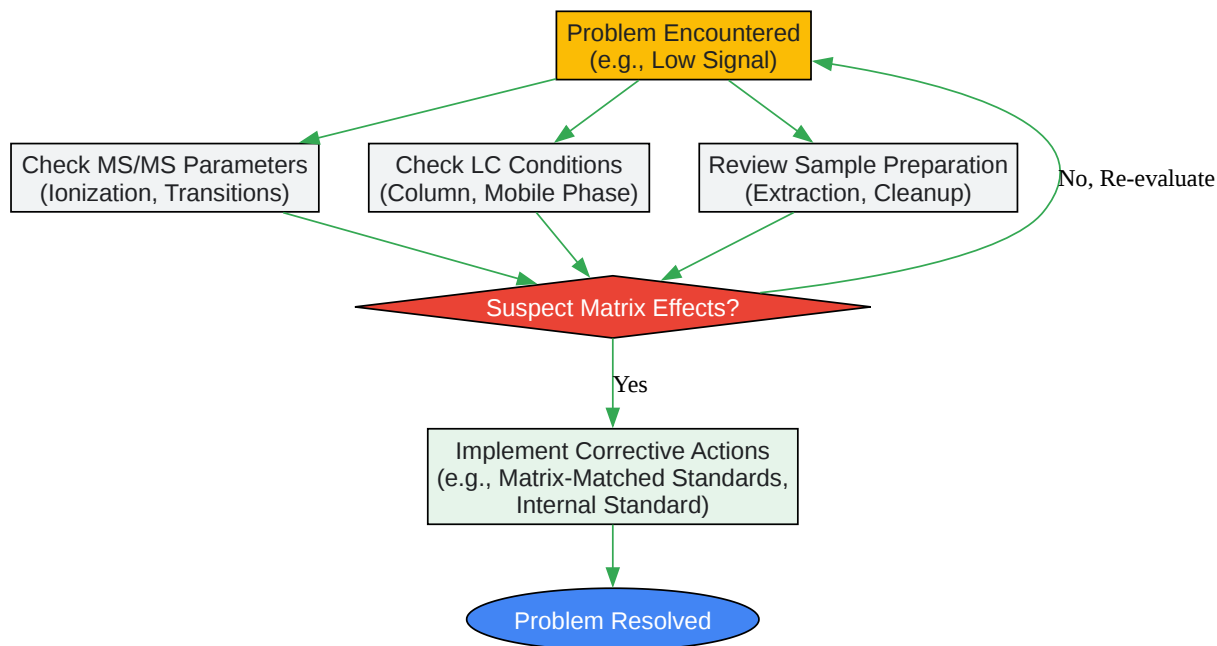 Problem Encountered
(e.g., Low Signal)
Check MS/MS Parameters
(Ionization, Transitions)
Check LC Conditions
(Column, Mobile Phase)
Review Sample Preparation
(Extraction, Cleanup)
No, Re-evaluate
Suspect Matrix Effects?
Yes
Implement Corrective Actions
(e.g., Matrix-Matched Standards,
Internal Standard)
Problem Resolved